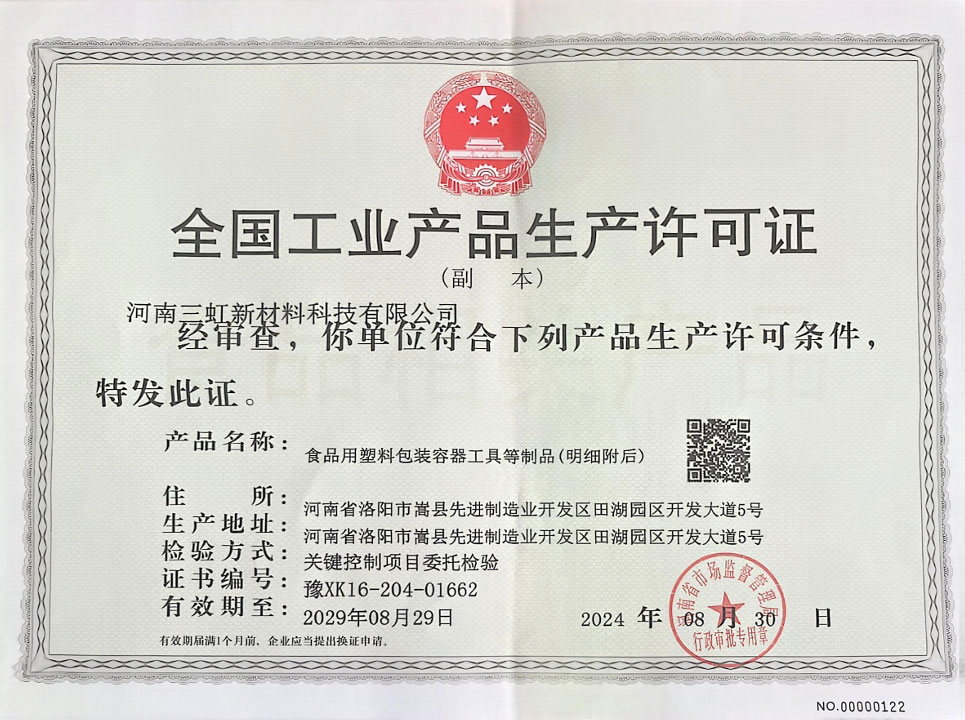 全国工业产品生产许可证
(副 本)
河南三虹新材料科技有限公司
经审查，你单位符合下列产品生产许可条件，
特发此证。
产品名称： 食品用塑料包装容器工具等制品(明细附后)
住 所： 河南省洛阳市嵩县先进制造业开发区田湖园区开发大道5号
生产地址： 河南省洛阳市嵩县先进制造业开发区田湖园区开发大道5号
检验方式： 关键控制项目委托检验
证书编号： 豫XK16-204-01662
有效期至： 2029年08月29日
2024 年 08 月 30 日
河南省市场监督管理局
行政审批专用章
有效期届满1个月前，企业应当提出换证申请。
NO.00000122